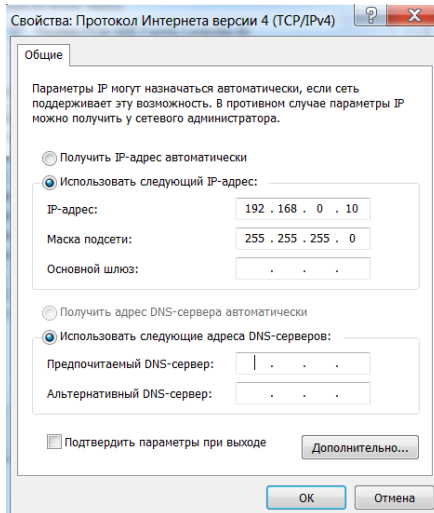 Свойства: Протокол Интернета версии 4 (TCP/IPv4)
Общие
Параметры IP могут назначаться автоматически, если сеть
поддерживает эту возможность. В противном случае параметры IP
можно получить у сетевого администратора.
Получить IP-адрес автоматически
Использовать следующий IP-адрес:
IP-адрес: 192 . 168 . 0 . 10
Маска подсети: 255 . 255 . 255 . 0
Основной шлюз: . . .
Получить адрес DNS-сервера автоматически
Использовать следующие адреса DNS-серверов:
Предпочитаемый DNS-сервер: . . .
Альтернативный DNS-сервер: . . .
Подтвердить параметры при выходе
Дополнительно...
ОК Отмена